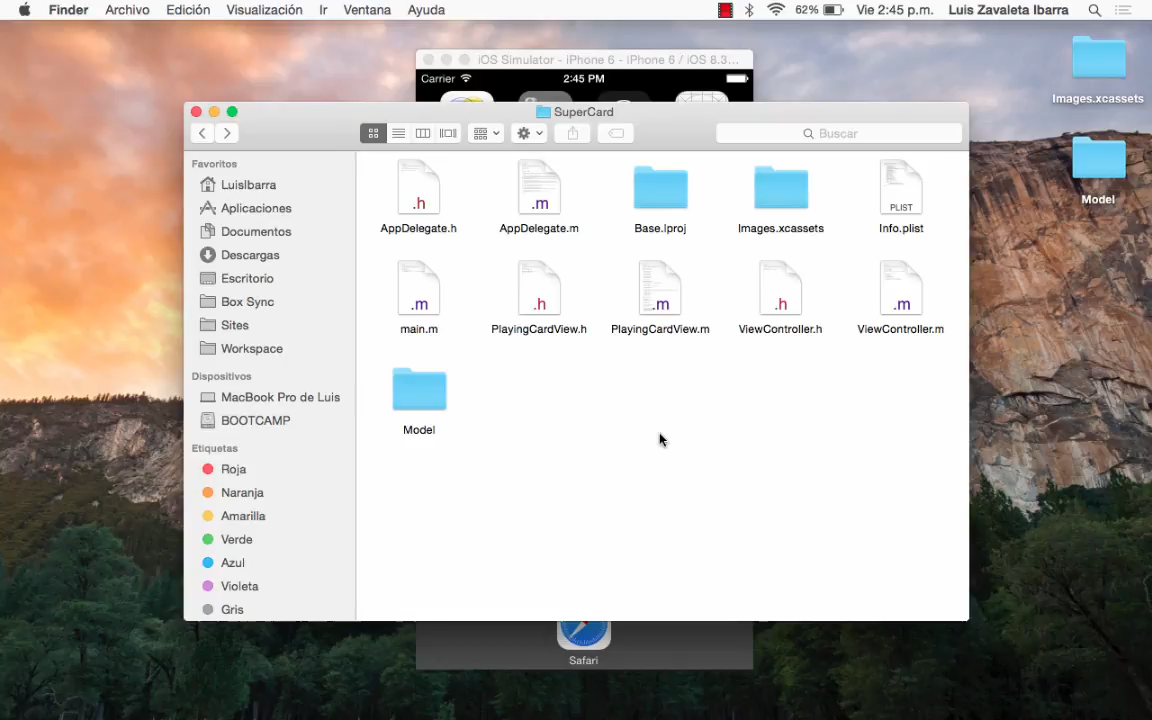 Finder Archivo Edición Visualización Ir Ventana Ayuda 62% Vie 2:45 p.m. Luis Zavaleta Ibarra
iOS Simulator - iPhone 6 - iPhone 6 / iOS 8.3...
Carrier 2:45 PM
Images.xcassets
Model
SuperCard
Buscar
Favoritos
LuisIbarra
Aplicaciones
Documentos
Descargas
Escritorio
Box Sync
Sites
Workspace
Dispositivos
MacBook Pro de Luis
BOOTCAMP
Etiquetas
Roja
Naranja
Amarilla
Verde
Azul
Violeta
Gris
.h .m PLIST
AppDelegate.h AppDelegate.m Base.lproj Images.xcassets Info.plist
.m .h .m .h .m
main.m PlayingCardView.h PlayingCardView.m ViewController.h ViewController.m
Model
Safari